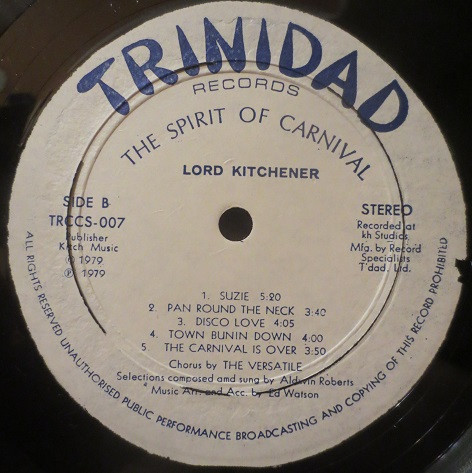 TRINIDAD
RECORDS
THE SPIRIT OF CARNIVAL
LORD KITCHENER
SIDE B
TRCCS-007
Publisher
Kitch Music
© 1979
℗ 1979
STEREO
Recorded at
kh Studios.
Mfg. by Record
Specialists
T'dad. Ltd.
1. SUZIE 5:20
2. PAN ROUND THE NECK 3:40
3. DISCO LOVE 4:05
4. TOWN BUNIN DOWN 4:00
5. THE CARNIVAL IS OVER 3:50
Chorus by THE VERSATILE
Selections composed and sung by Aldwin Roberts
Music Arr. and Acc. by Ed Watson
ALL RIGHTS RESERVED UNAUTHORISED PUBLIC PERFORMANCE BROADCASTING AND COPYING OF THIS RECORD PROHIBITED